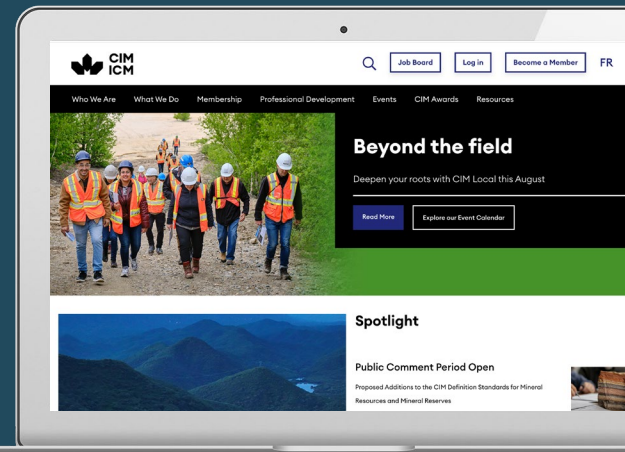 CIM
ICM
Job Board
Log in
Become a Member
FR
Who We Are What We Do Membership Professional Development Events CIM Awards Resources
Beyond the field
Deepen your roots with CIM Local this August
Read More
Explore our Event Calendar
Spotlight
Public Comment Period Open
Proposed Additions to the CIM Definition Standards for Mineral
Resources and Mineral Reserves